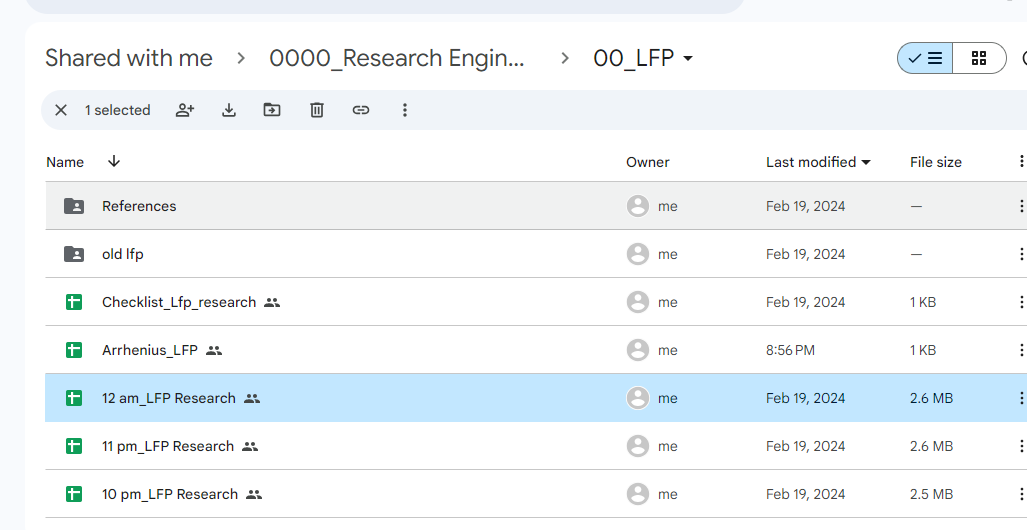 Shared with me > 0000_Research Engin... > 00_LFP
1 selected
Name Owner Last modified File size
References me Feb 19, 2024 —
old lfp me Feb 19, 2024 —
Checklist_Lfp_research me Feb 19, 2024 1 KB
Arrhenius_LFP me 8:56 PM 1 KB
12 am_LFP Research me Feb 19, 2024 2.6 MB
11 pm_LFP Research me Feb 19, 2024 2.6 MB
10 pm_LFP Research me Feb 19, 2024 2.5 MB